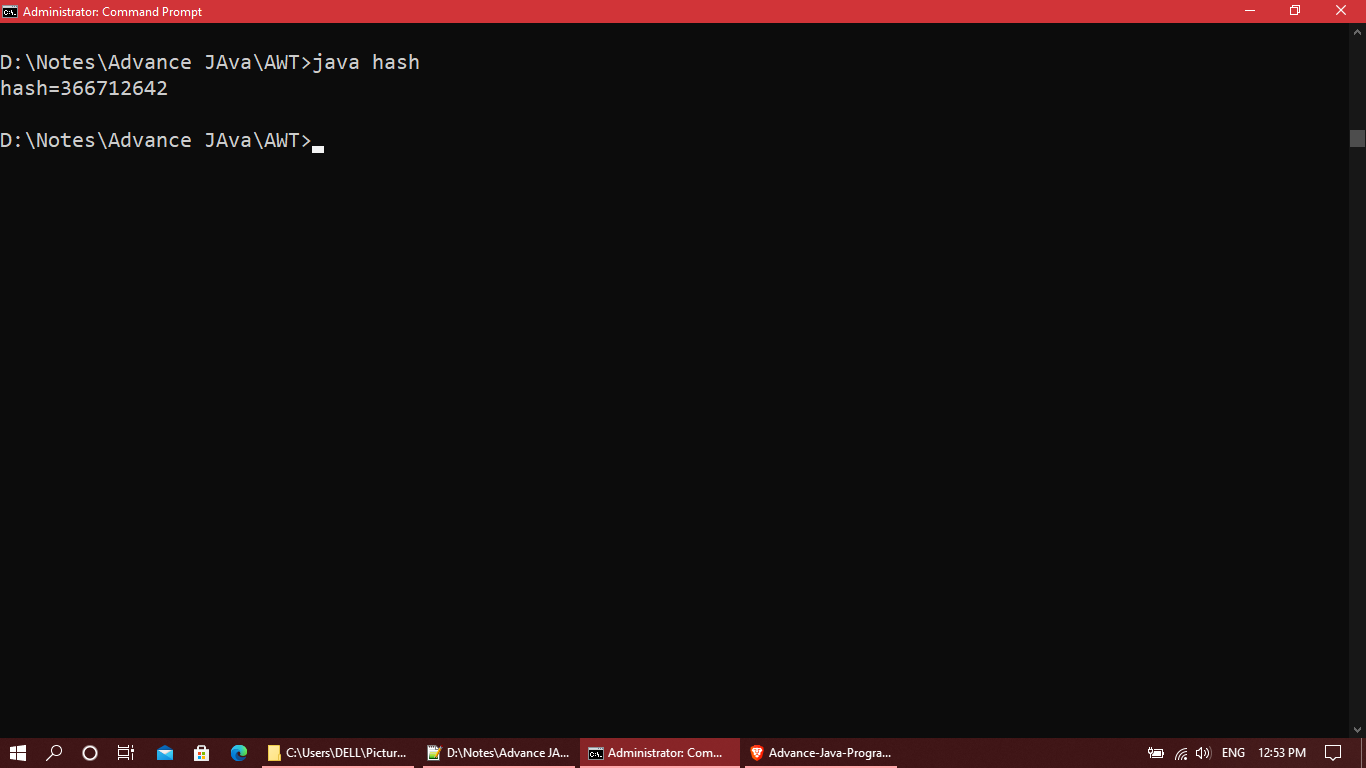 Administrator: Command Prompt
D:\Notes\Advance JAva\AWT>java hash
hash=366712642
D:\Notes\Advance JAva\AWT>
C:\Users\DELL\Pictur...
D:\Notes\Advance JA...
Administrator: Com...
Advance-Java-Progra...
ENG
12:53 PM